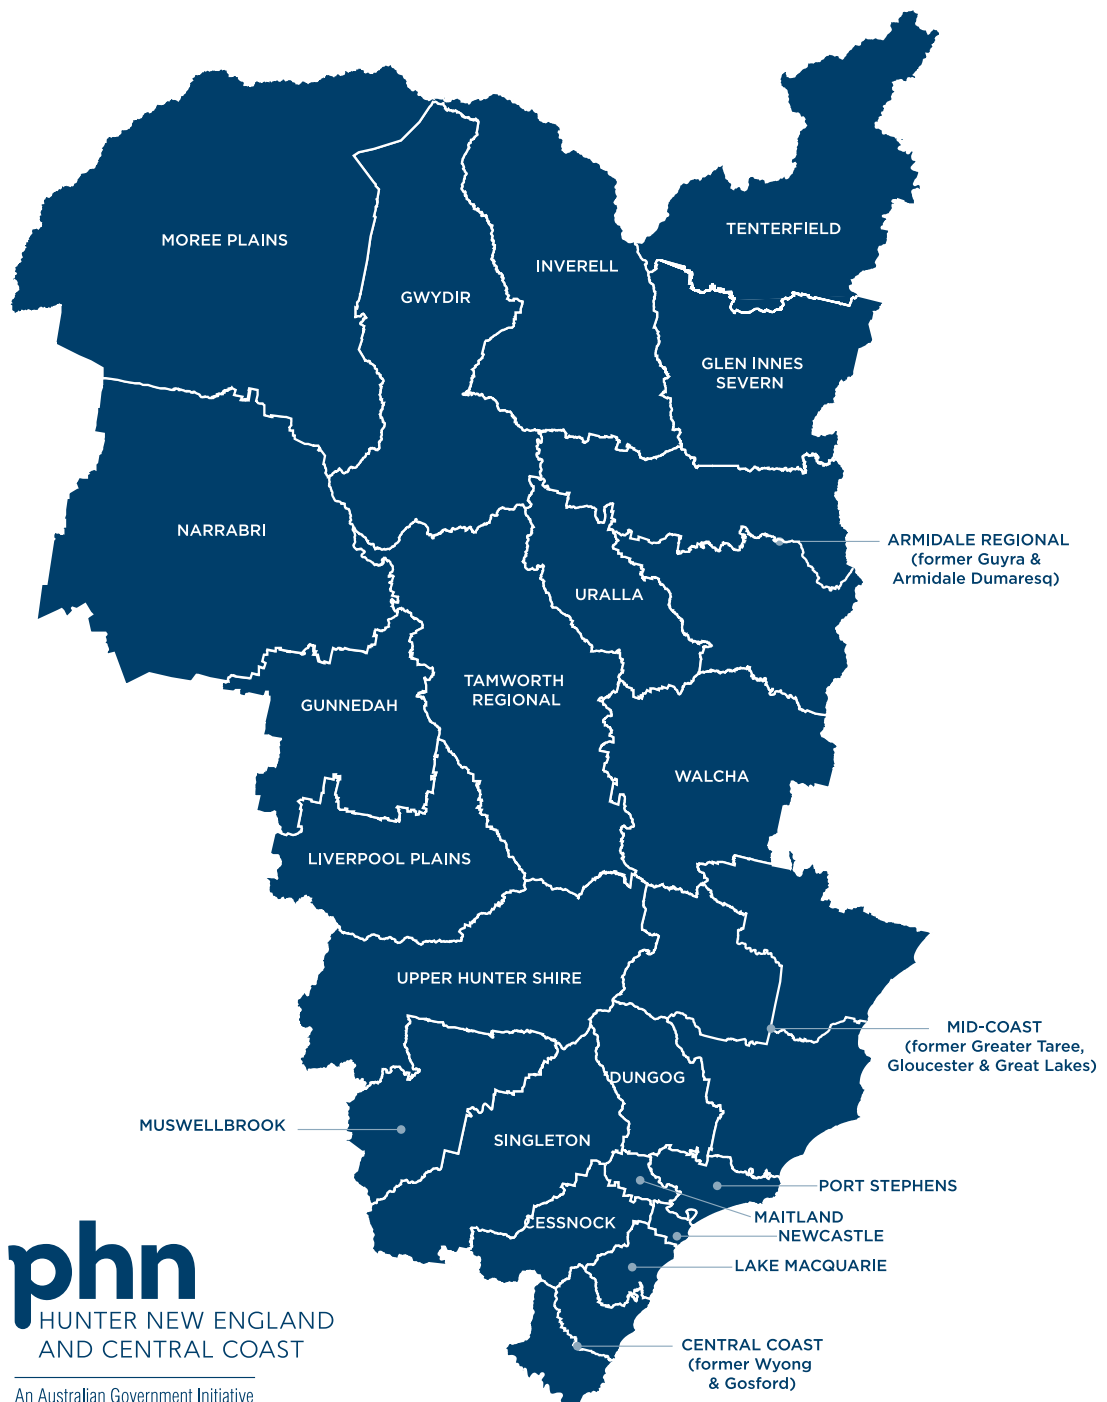 TENTERFIELD
MOREE PLAINS
INVERELL
GWYDIR
GLEN INNES
SEVERN
NARRABRI
ARMIDALE REGIONAL
(former Guyra &
Armidale Dumaresq)
URALLA
TAMWORTH
REGIONAL
GUNNEDAH
WALCHA
LIVERPOOL PLAINS
UPPER HUNTER SHIRE
MID-COAST
(former Greater Taree,
Gloucester & Great Lakes)
DUNGOG
MUSWELLBROOK
SINGLETON
PORT STEPHENS
MAITLAND
CESSNOCK
NEWCASTLE
LAKE MACQUARIE
CENTRAL COAST
(former Wyong
& Gosford)
phn
HUNTER NEW ENGLAND
AND CENTRAL COAST
An Australian Government Initiative